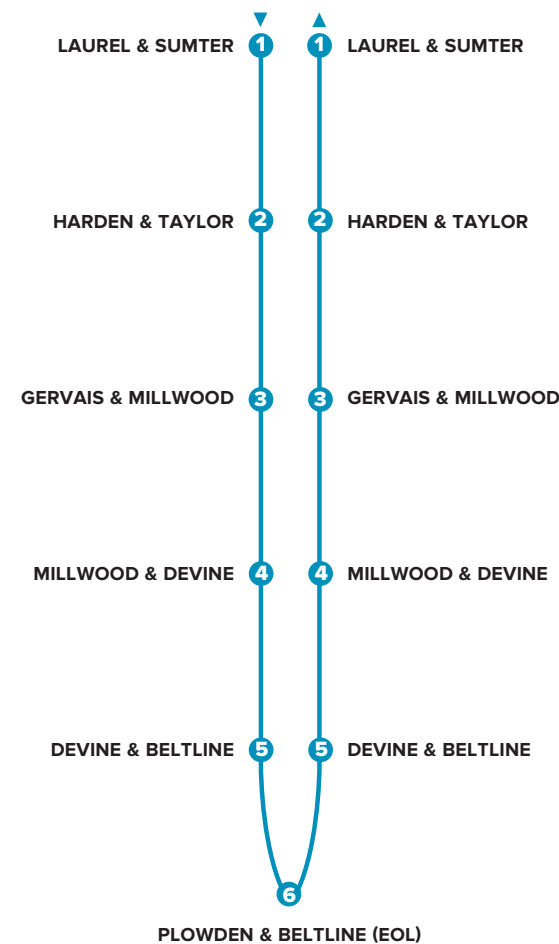 LAUREL & SUMTER 1 1 LAUREL & SUMTER
HARDEN & TAYLOR 2 2 HARDEN & TAYLOR
GERVAIS & MILLWOOD 3 3 GERVAIS & MILLWOOD
MILLWOOD & DEVINE 4 4 MILLWOOD & DEVINE
DEVINE & BELTLINE 5 5 DEVINE & BELTLINE
6
PLOWDEN & BELTLINE (EOL)